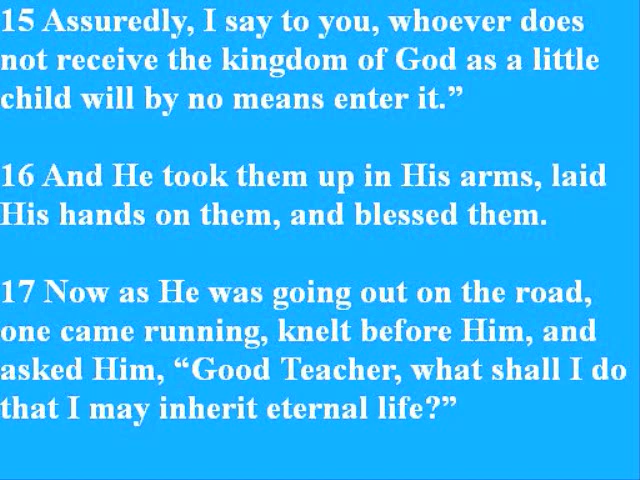 15 Assuredly, I say to you, whoever does
not receive the kingdom of God as a little
child will by no means enter it.”
16 And He took them up in His arms, laid
His hands on them, and blessed them.
17 Now as He was going out on the road,
one came running, knelt before Him, and
asked Him, “Good Teacher, what shall I do
that I may inherit eternal life?”